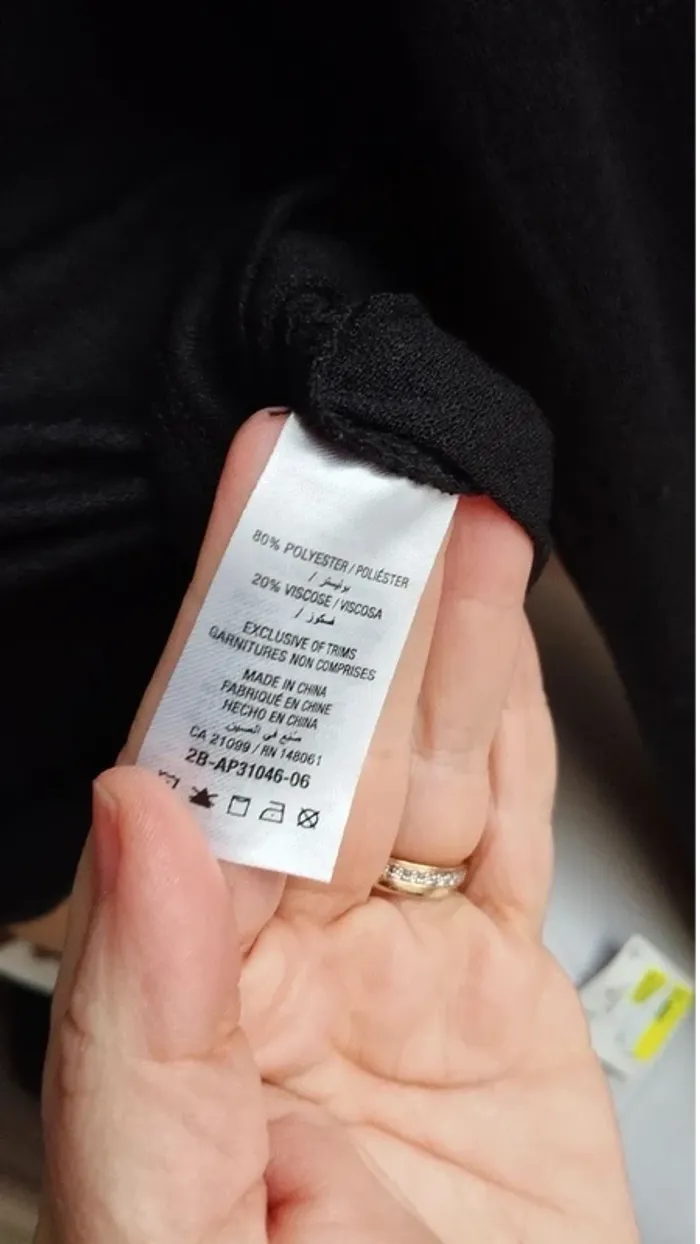 80% POLYESTER / POLIÉSTER
/ بوليستر
20% VISCOSE / VISCOSA
/ فسكوز
EXCLUSIVE OF TRIMS
GARNITURES NON COMPRISES
MADE IN CHINA
FABRIQUÉ EN CHINE
HECHO EN CHINA
صنع في الصين
CA 21099 / RN 148061
2B-AP31046-06